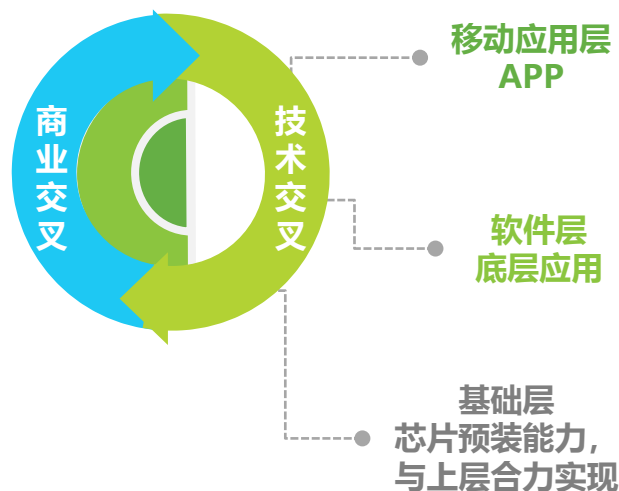 商业交叉
技术交叉
移动应用层
APP
软件层
底层应用
基础层
芯片预装能力，
与上层合力实现